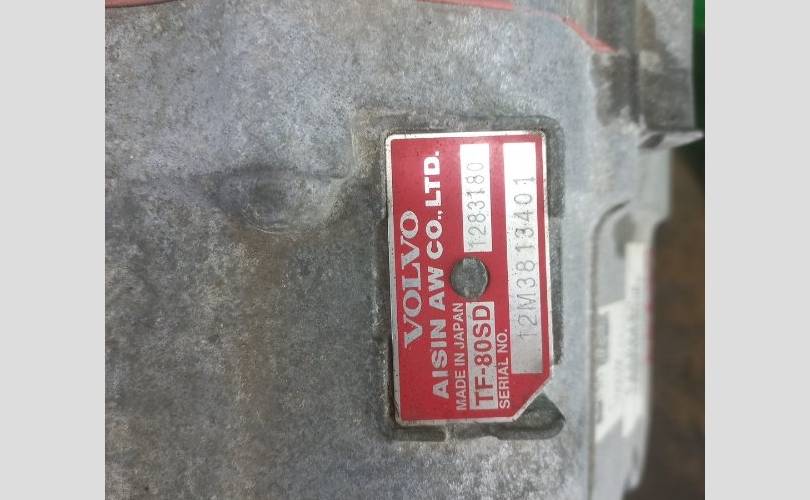 VOLVO
AISIN AW CO.,LTD.
MADE IN JAPAN
TF-80SD 1283180
SERIAL NO. 12M3813401